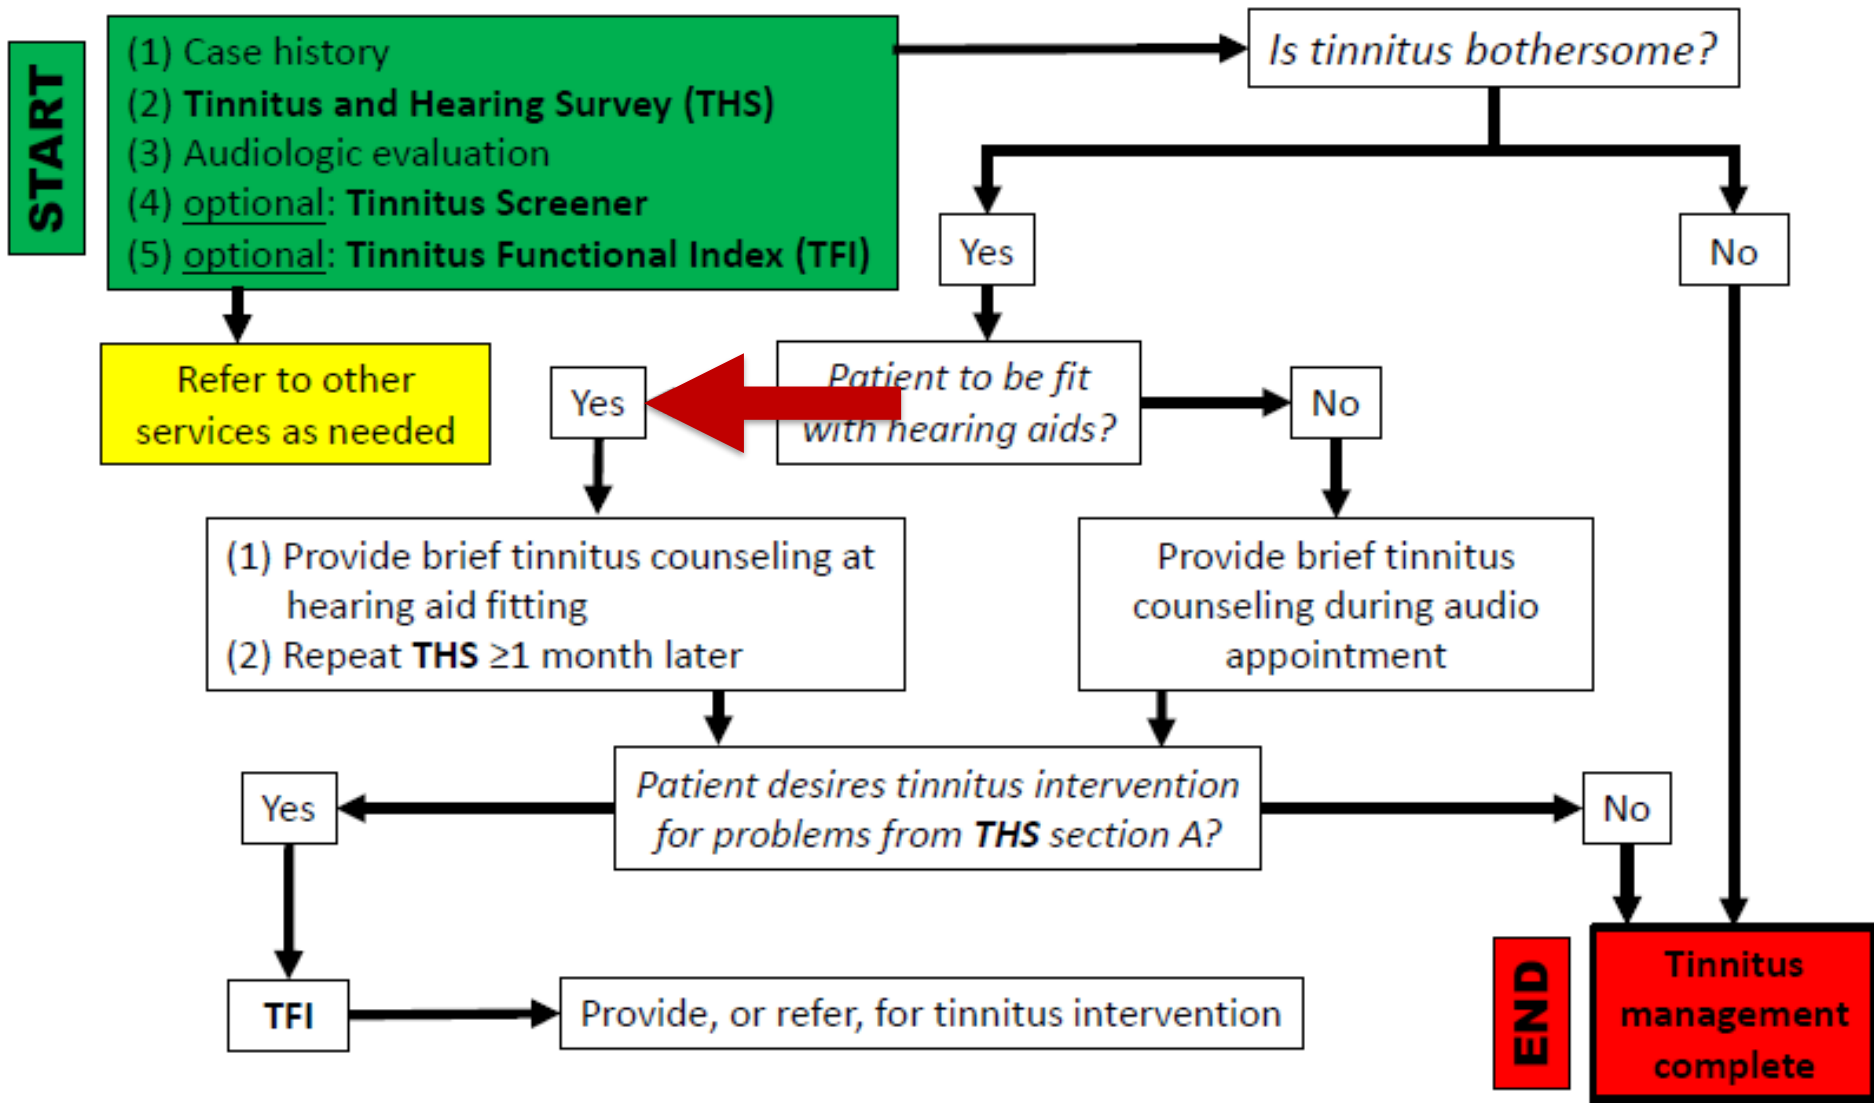 START
(1) Case history
(2) Tinnitus and Hearing Survey (THS)
(3) Audiologic evaluation
(4) optional: Tinnitus Screener
(5) optional: Tinnitus Functional Index (TFI)
Is tinnitus bothersome?
Yes
No
Refer to other
services as needed
Yes
Patient to be fit
with hearing aids?
No
(1) Provide brief tinnitus counseling at
hearing aid fitting
(2) Repeat THS ≥1 month later
Provide brief tinnitus
counseling during audio
appointment
Yes
Patient desires tinnitus intervention
for problems from THS section A?
No
TFI
Provide, or refer, for tinnitus intervention
END
Tinnitus
management
complete